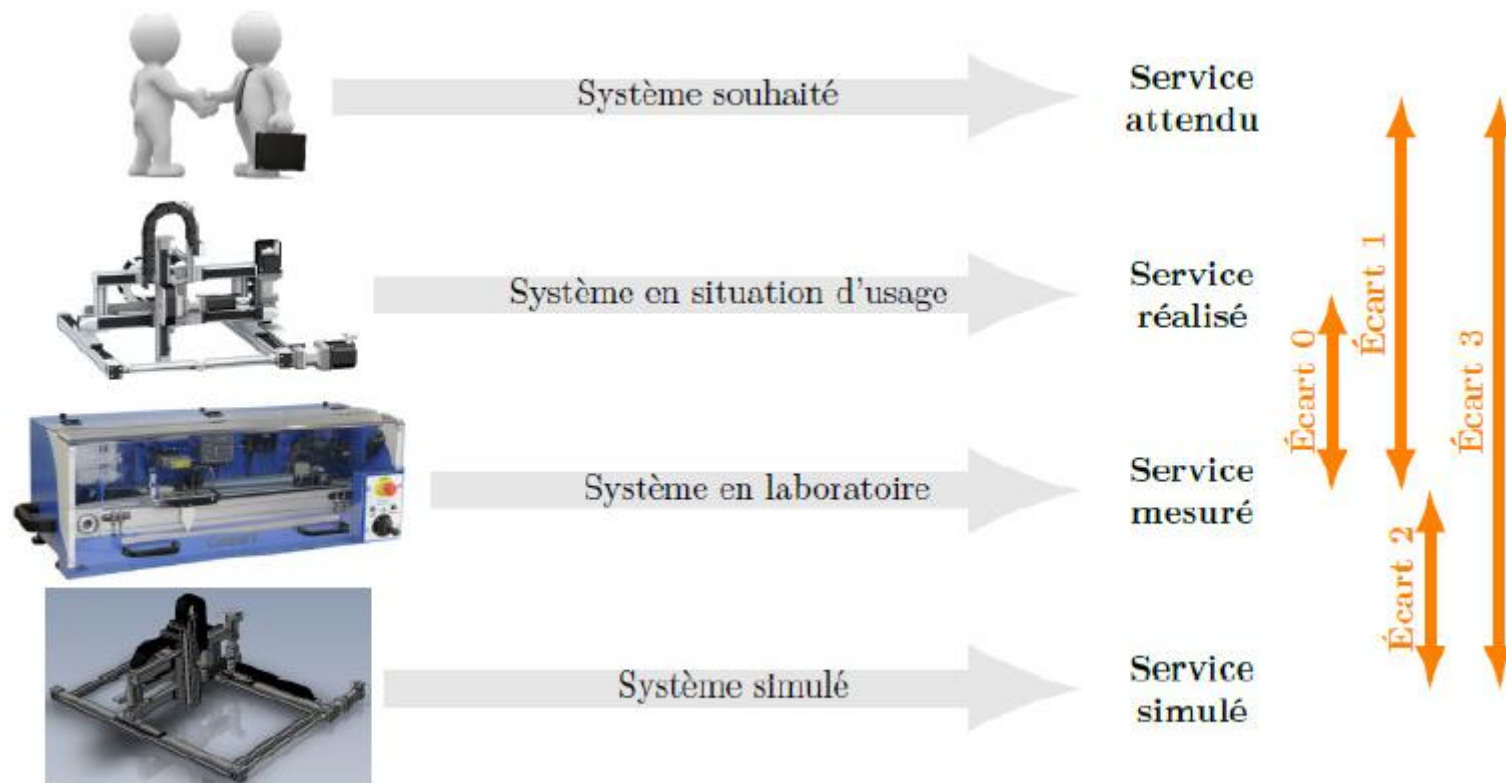 Système souhaité
Service
attendu
Système en situation d'usage
Service
réalisé
Système en laboratoire
Service
mesuré
Système simulé
Service
simulé
Écart 0
Écart 1
Écart 2
Écart 3